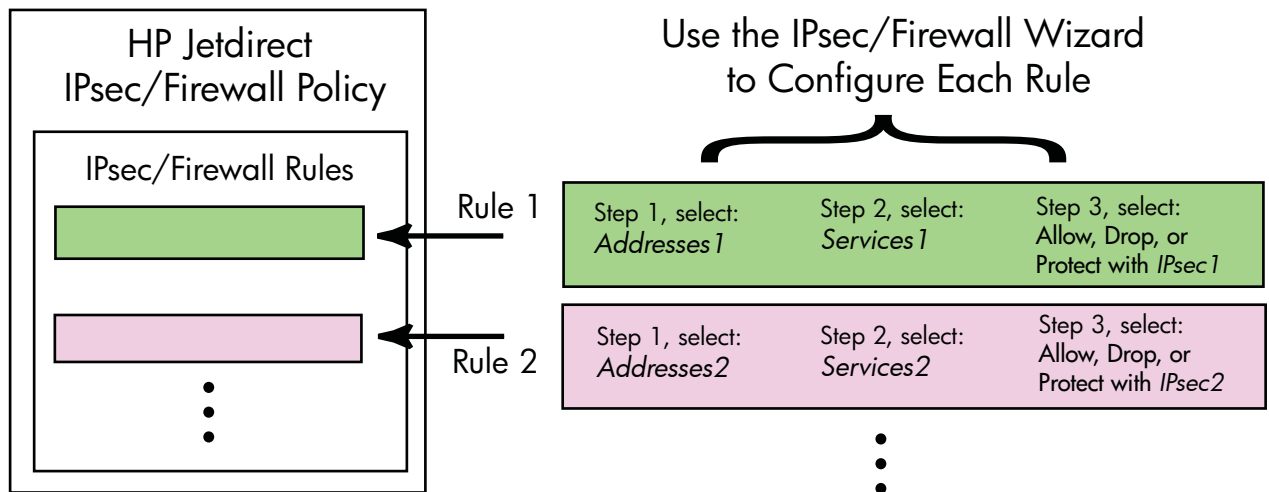 HP Jetdirect
IPsec/Firewall Policy
IPsec/Firewall Rules
Use the IPsec/Firewall Wizard
to Configure Each Rule
Rule 1
Step 1, select:
Addresses1
Step 2, select:
Services1
Step 3, select:
Allow, Drop, or
Protect with IPsec1
Rule 2
Step 1, select:
Addresses2
Step 2, select:
Services2
Step 3, select:
Allow, Drop, or
Protect with IPsec2